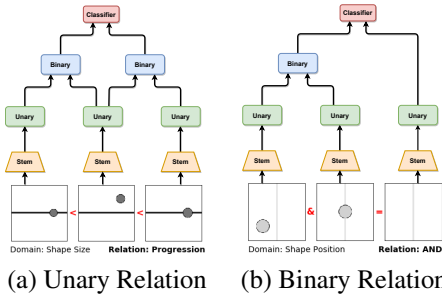 Classifier
Classifier
Binary
Binary
Binary
Unary
Unary
Unary
Unary
Unary
Unary
Stem
Stem
Stem
Stem
Stem
Stem
< < & =
Domain: Shape Size Relation: Progression
Domain: Shape Position Relation: AND
(a) Unary Relation
(b) Binary Relation